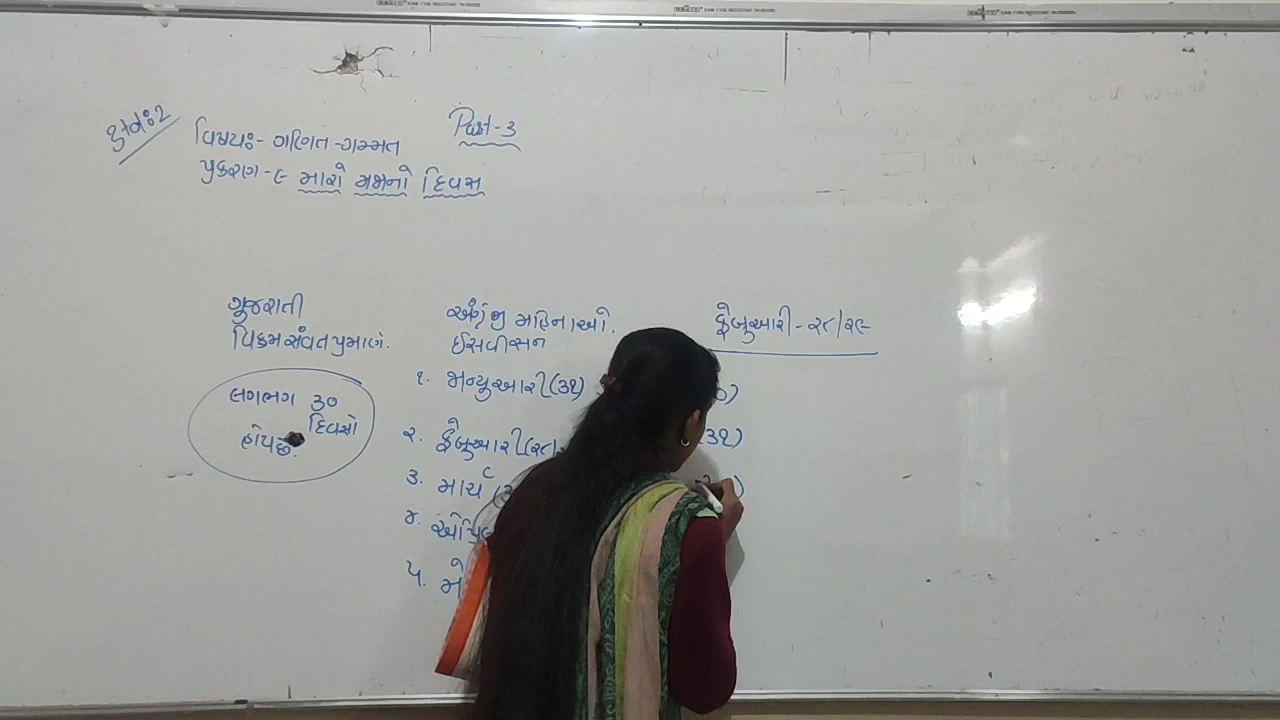 ધોરણઃ2
વિષયઃ- ગણિત-ગમ્મત
Part-3
પ્રકરણ-૯ મારો મજાનો દિવસ
ગુજરાતી
વિક્રમ સંવત પ્રમાણે.
લગભગ ૩૦
દિવસો
હોય છે.
અંગ્રેજી મહિનાઓ.
ઈસવીસન
૧. જાન્યુઆરી(૩૧)
૨. ફેબ્રુઆરી(૨૮
૩. માર્ચ
૪. એપ્રિલ
૫. મે
ફેબ્રુઆરી-૨૮/૨૯
(૩૧)